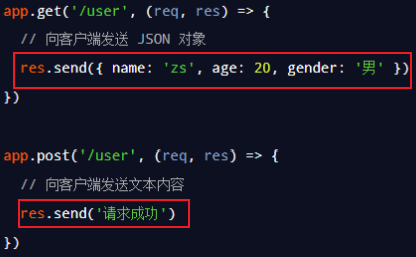 app.get('/user', (req, res) => {
// 向客户端发送 JSON 对象
res.send({ name: 'zs', age: 20, gender: '男' })
})
app.post('/user', (req, res) => {
// 向客户端发送文本内容
res.send('请求成功')
})